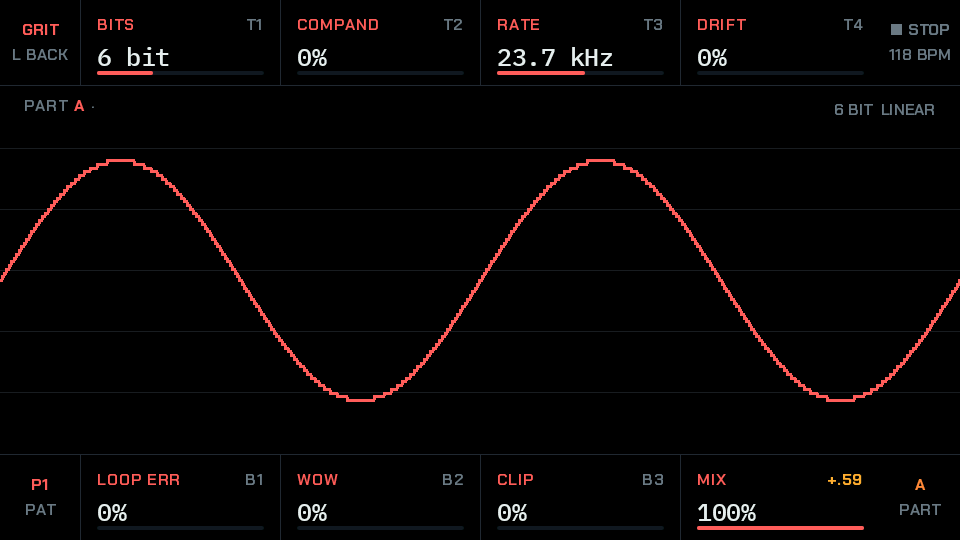 GRIT
L BACK
BITS T1
6 bit
COMPAND T2
0%
RATE T3
23.7 kHz
DRIFT T4
0%
STOP
118 BPM
PART A ·
6 BIT LINEAR
P1
PAT
LOOP ERR B1
0%
WOW B2
0%
CLIP B3
0%
MIX +.59
100%
A
PART